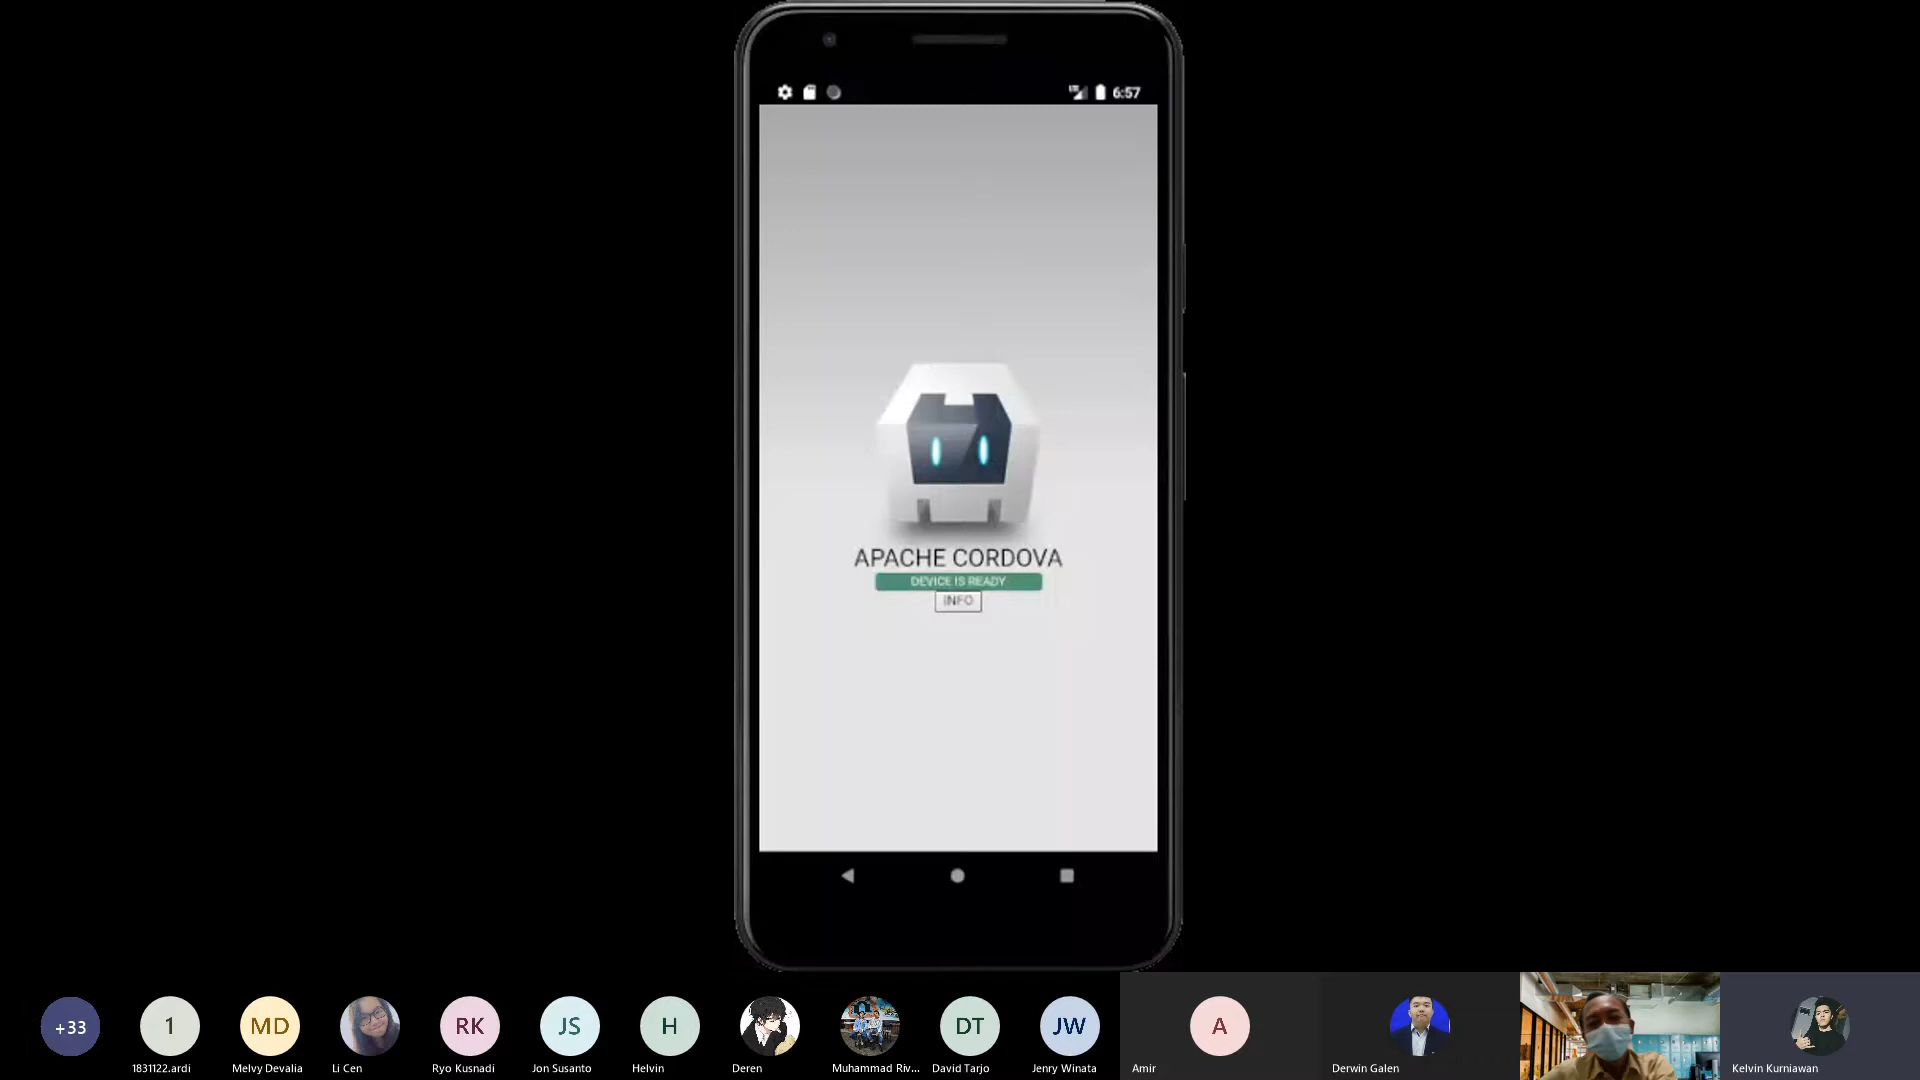 6:57
APACHE CORDOVA
DEVICE IS READY
INFO
+33
1
MD
RK
JS
H
DT
JW
A
1831122.ardi
Melvy Devalia
Li Cen
Ryo Kusnadi
Jon Susanto
Helvin
Deren
Muhammad Riv...
David Tarjo
Jenry Winata
Amir
Derwin Galen
Kelvin Kurniawan